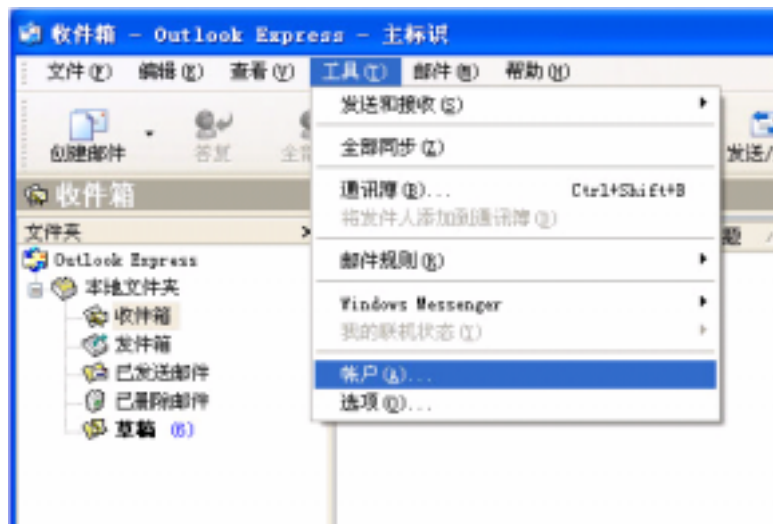 收件箱 - Outlook Express - 主标识
文件(F) 编辑(E) 查看(V) 工具(T) 邮件(M) 帮助(H)
创建邮件 答复 全部 发送/
收件箱
文件夹 ×
Outlook Express
本地文件夹
收件箱
发件箱
已发送邮件
已删除邮件
草稿 (6)
发送和接收(S)
全部同步(Z)
通讯簿(B)... Ctrl+Shift+B
将发件人添加到通讯簿(D)
邮件规则(R)
Windows Messenger
我的联机状态(Y)
帐户(A)...
选项(O)...
题